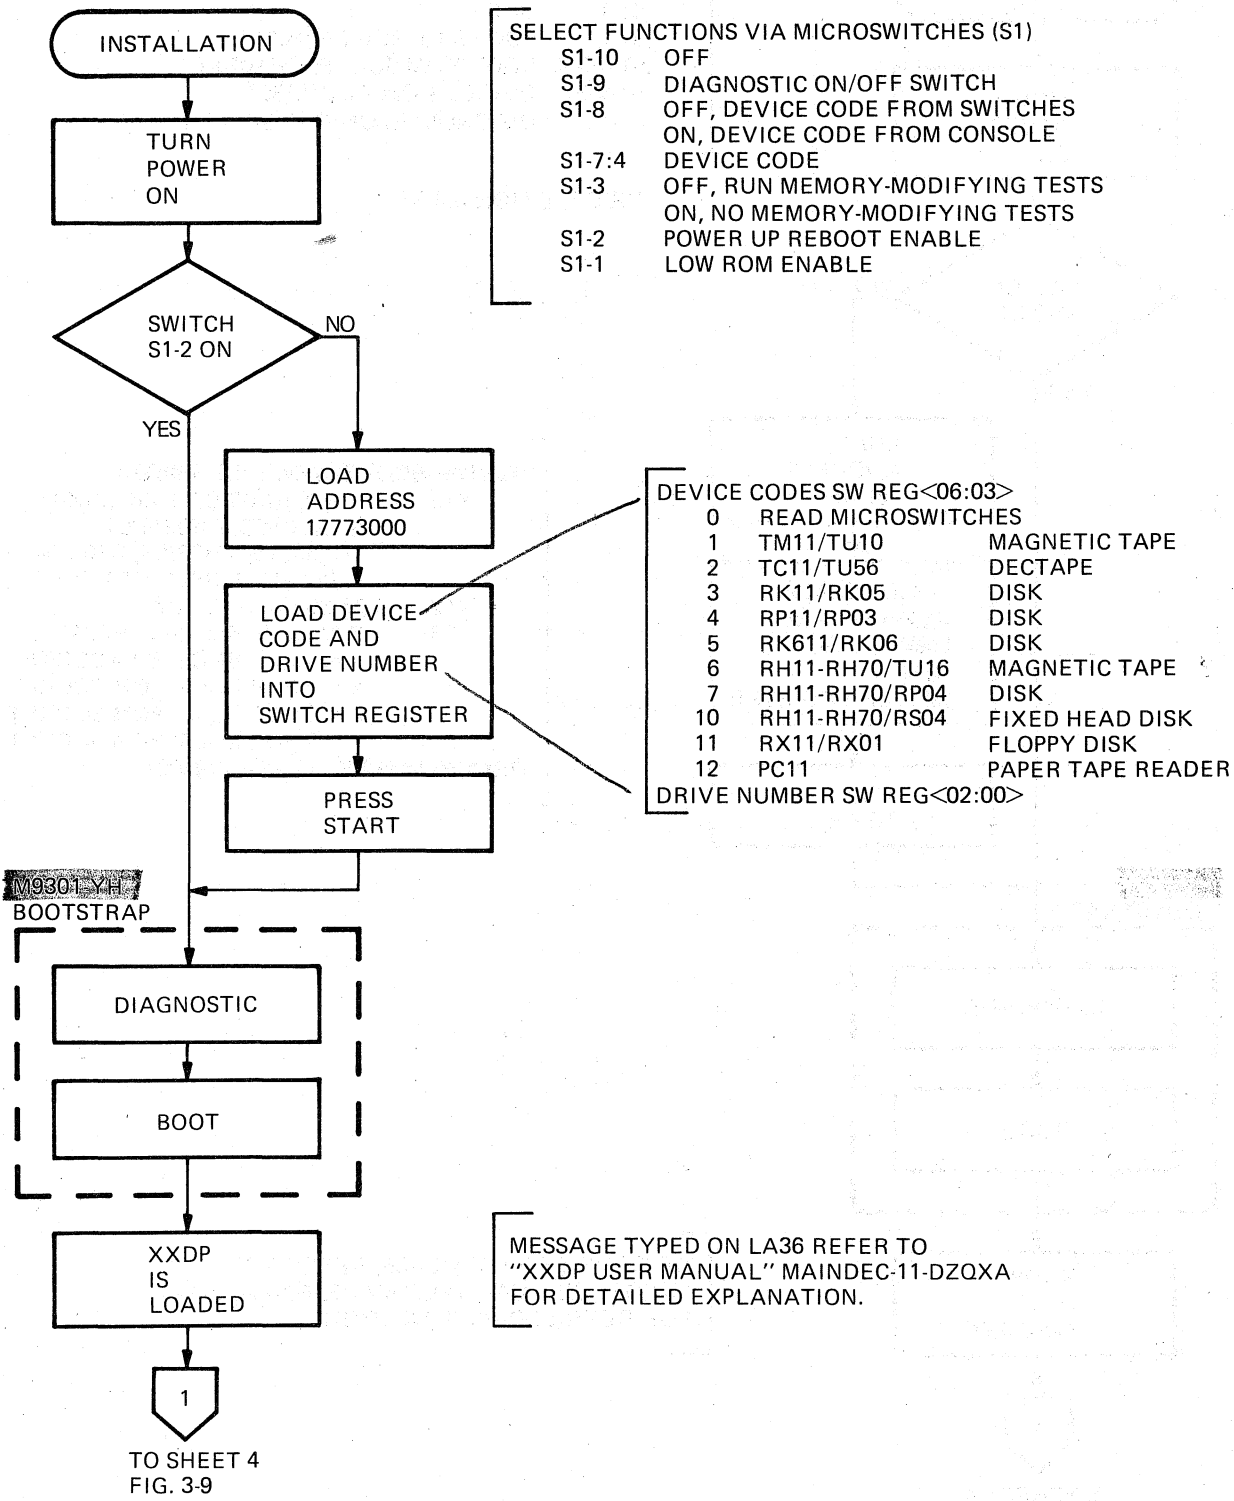 INSTALLATION
TURN
POWER
ON
SWITCH
S1-2 ON
NO
YES
SELECT FUNCTIONS VIA MICROSWITCHES (S1)
S1-10 OFF
S1-9 DIAGNOSTIC ON/OFF SWITCH
S1-8 OFF, DEVICE CODE FROM SWITCHES
ON, DEVICE CODE FROM CONSOLE
S1-7:4 DEVICE CODE
S1-3 OFF, RUN MEMORY-MODIFYING TESTS
ON, NO MEMORY-MODIFYING TESTS
S1-2 POWER UP REBOOT ENABLE
S1-1 LOW ROM ENABLE
LOAD
ADDRESS
17773000
LOAD DEVICE
CODE AND
DRIVE NUMBER
INTO
SWITCH REGISTER
PRESS
START
DEVICE CODES SW REG<06:03>
0 READ MICROSWITCHES
1 TM11/TU10 MAGNETIC TAPE
2 TC11/TU56 DECTAPE
3 RK11/RK05 DISK
4 RP11/RP03 DISK
5 RK611/RK06 DISK
6 RH11-RH70/TU16 MAGNETIC TAPE
7 RH11-RH70/RP04 DISK
10 RH11-RH70/RS04 FIXED HEAD DISK
11 RX11/RX01 FLOPPY DISK
12 PC11 PAPER TAPE READER
DRIVE NUMBER SW REG<02:00>
M9301-YH
BOOTSTRAP
DIAGNOSTIC
BOOT
XXDP
IS
LOADED
MESSAGE TYPED ON LA36 REFER TO
"XXDP USER MANUAL" MAINDEC-11-DZQXA
FOR DETAILED EXPLANATION.
1
TO SHEET 4
FIG. 3-9